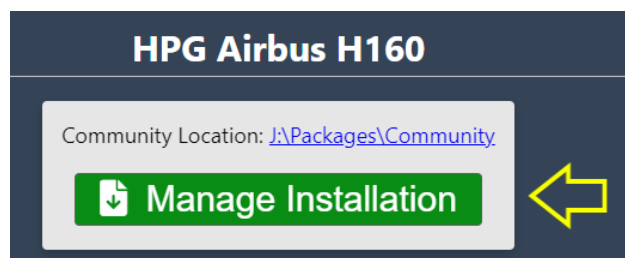 HPG Airbus H160
Community Location: J:\Packages\Community
Manage Installation